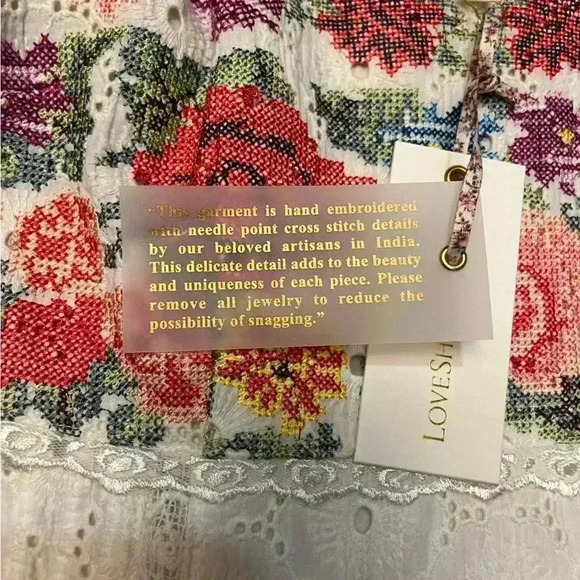 "This garment is hand embroidered
with needle point cross stitch details
by our beloved artisans in India.
This delicate detail adds to the beauty
and uniqueness of each piece. Please
remove all jewelry to reduce the
possibility of snagging."
LOVESH